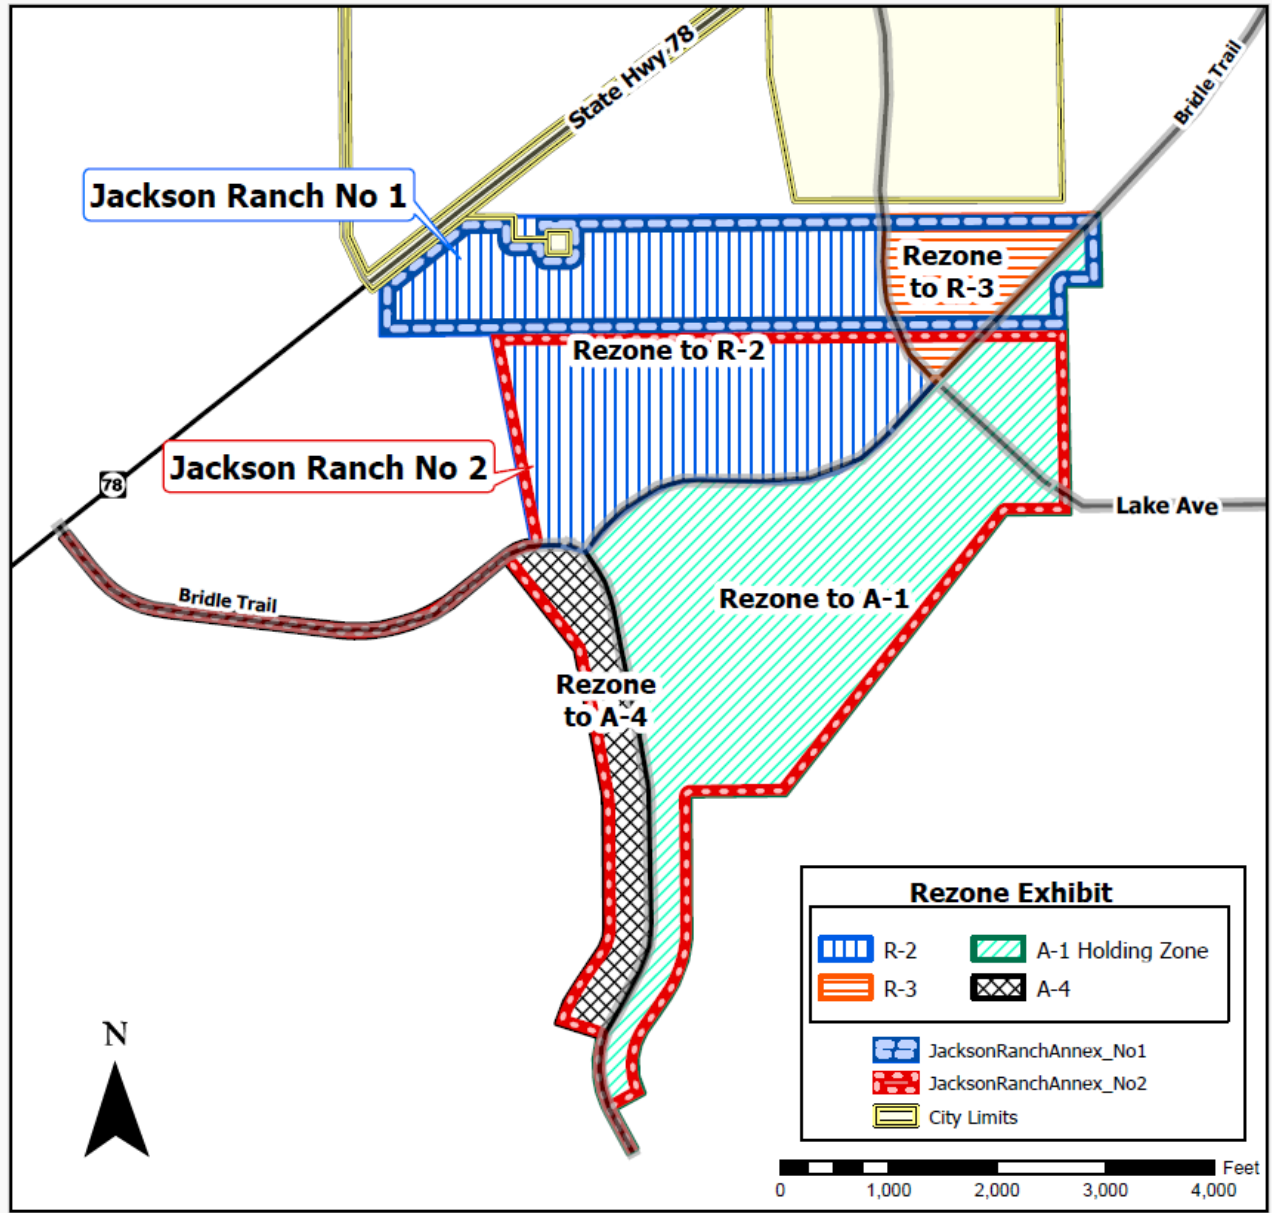 State Hwy 78
Bridle Trail
Jackson Ranch No 1
Rezone
to R-3
Rezone to R-2
Jackson Ranch No 2
78
Lake Ave
Bridle Trail
Rezone to A-1
Rezone
to A-4
Rezone Exhibit
R-2
A-1 Holding Zone
R-3
A-4
N
JacksonRanchAnnex_No1
JacksonRanchAnnex_No2
City Limits
Feet
0 1,000 2,000 3,000 4,000